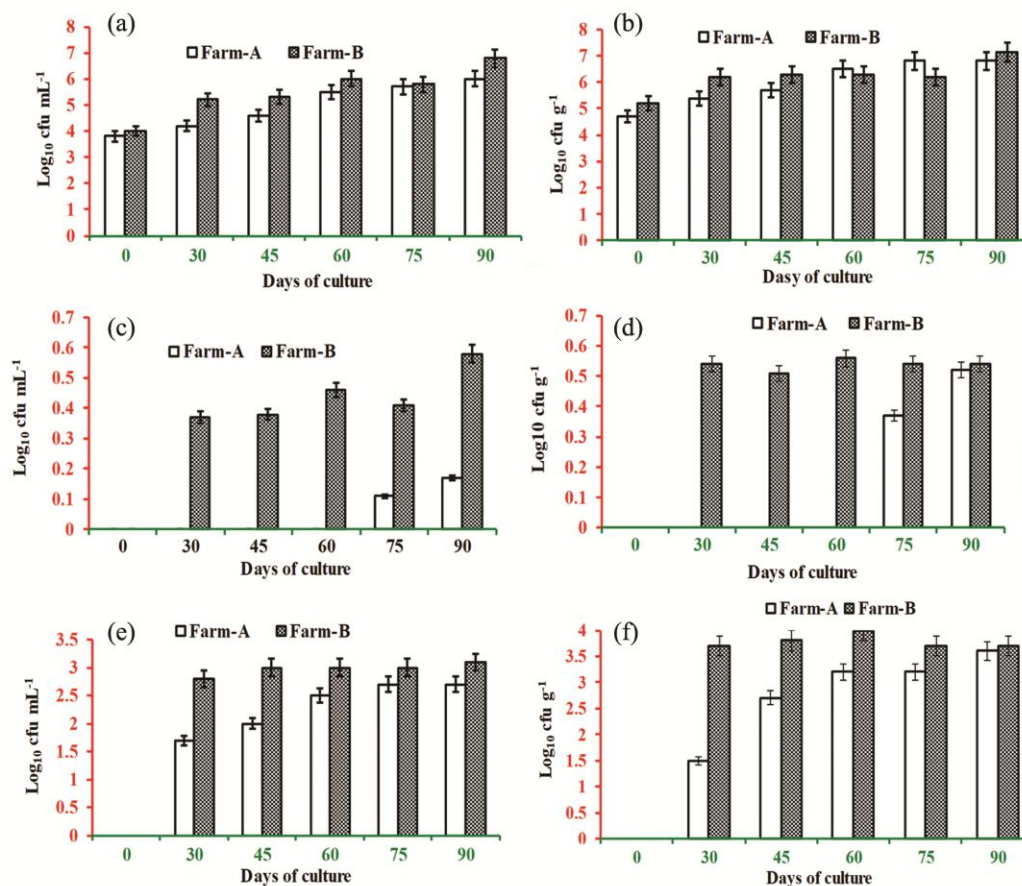 (a)
Farm-A Farm-B
Log₁₀ cfu mL⁻¹
8
7
6
5
4
3
2
1
0
0 30 45 60 75 90
Days of culture
(b)
Farm-A Farm-B
Log₁₀ cfu g⁻¹
8
7
6
5
4
3
2
1
0
0 30 45 60 75 90
Dasy of culture
(c)
Farm-A Farm-B
Log₁₀ cfu mL⁻¹
0.7
0.6
0.5
0.4
0.3
0.2
0.1
0
0 30 45 60 75 90
Days of culture
(d)
Farm-A Farm-B
Log10 cfu g⁻¹
0.7
0.6
0.5
0.4
0.3
0.2
0.1
0
0 30 45 60 75 90
Days of culture
(e)
Farm-A Farm-B
Log₁₀ cfu mL⁻¹
3.5
3
2.5
2
1.5
1
0.5
0
0 30 45 60 75 90
Days of culture
(f)
Farm-A Farm-B
Log₁₀ cfu g⁻¹
4
3.5
3
2.5
2
1.5
1
0.5
0
0 30 45 60 75 90
Days of culture